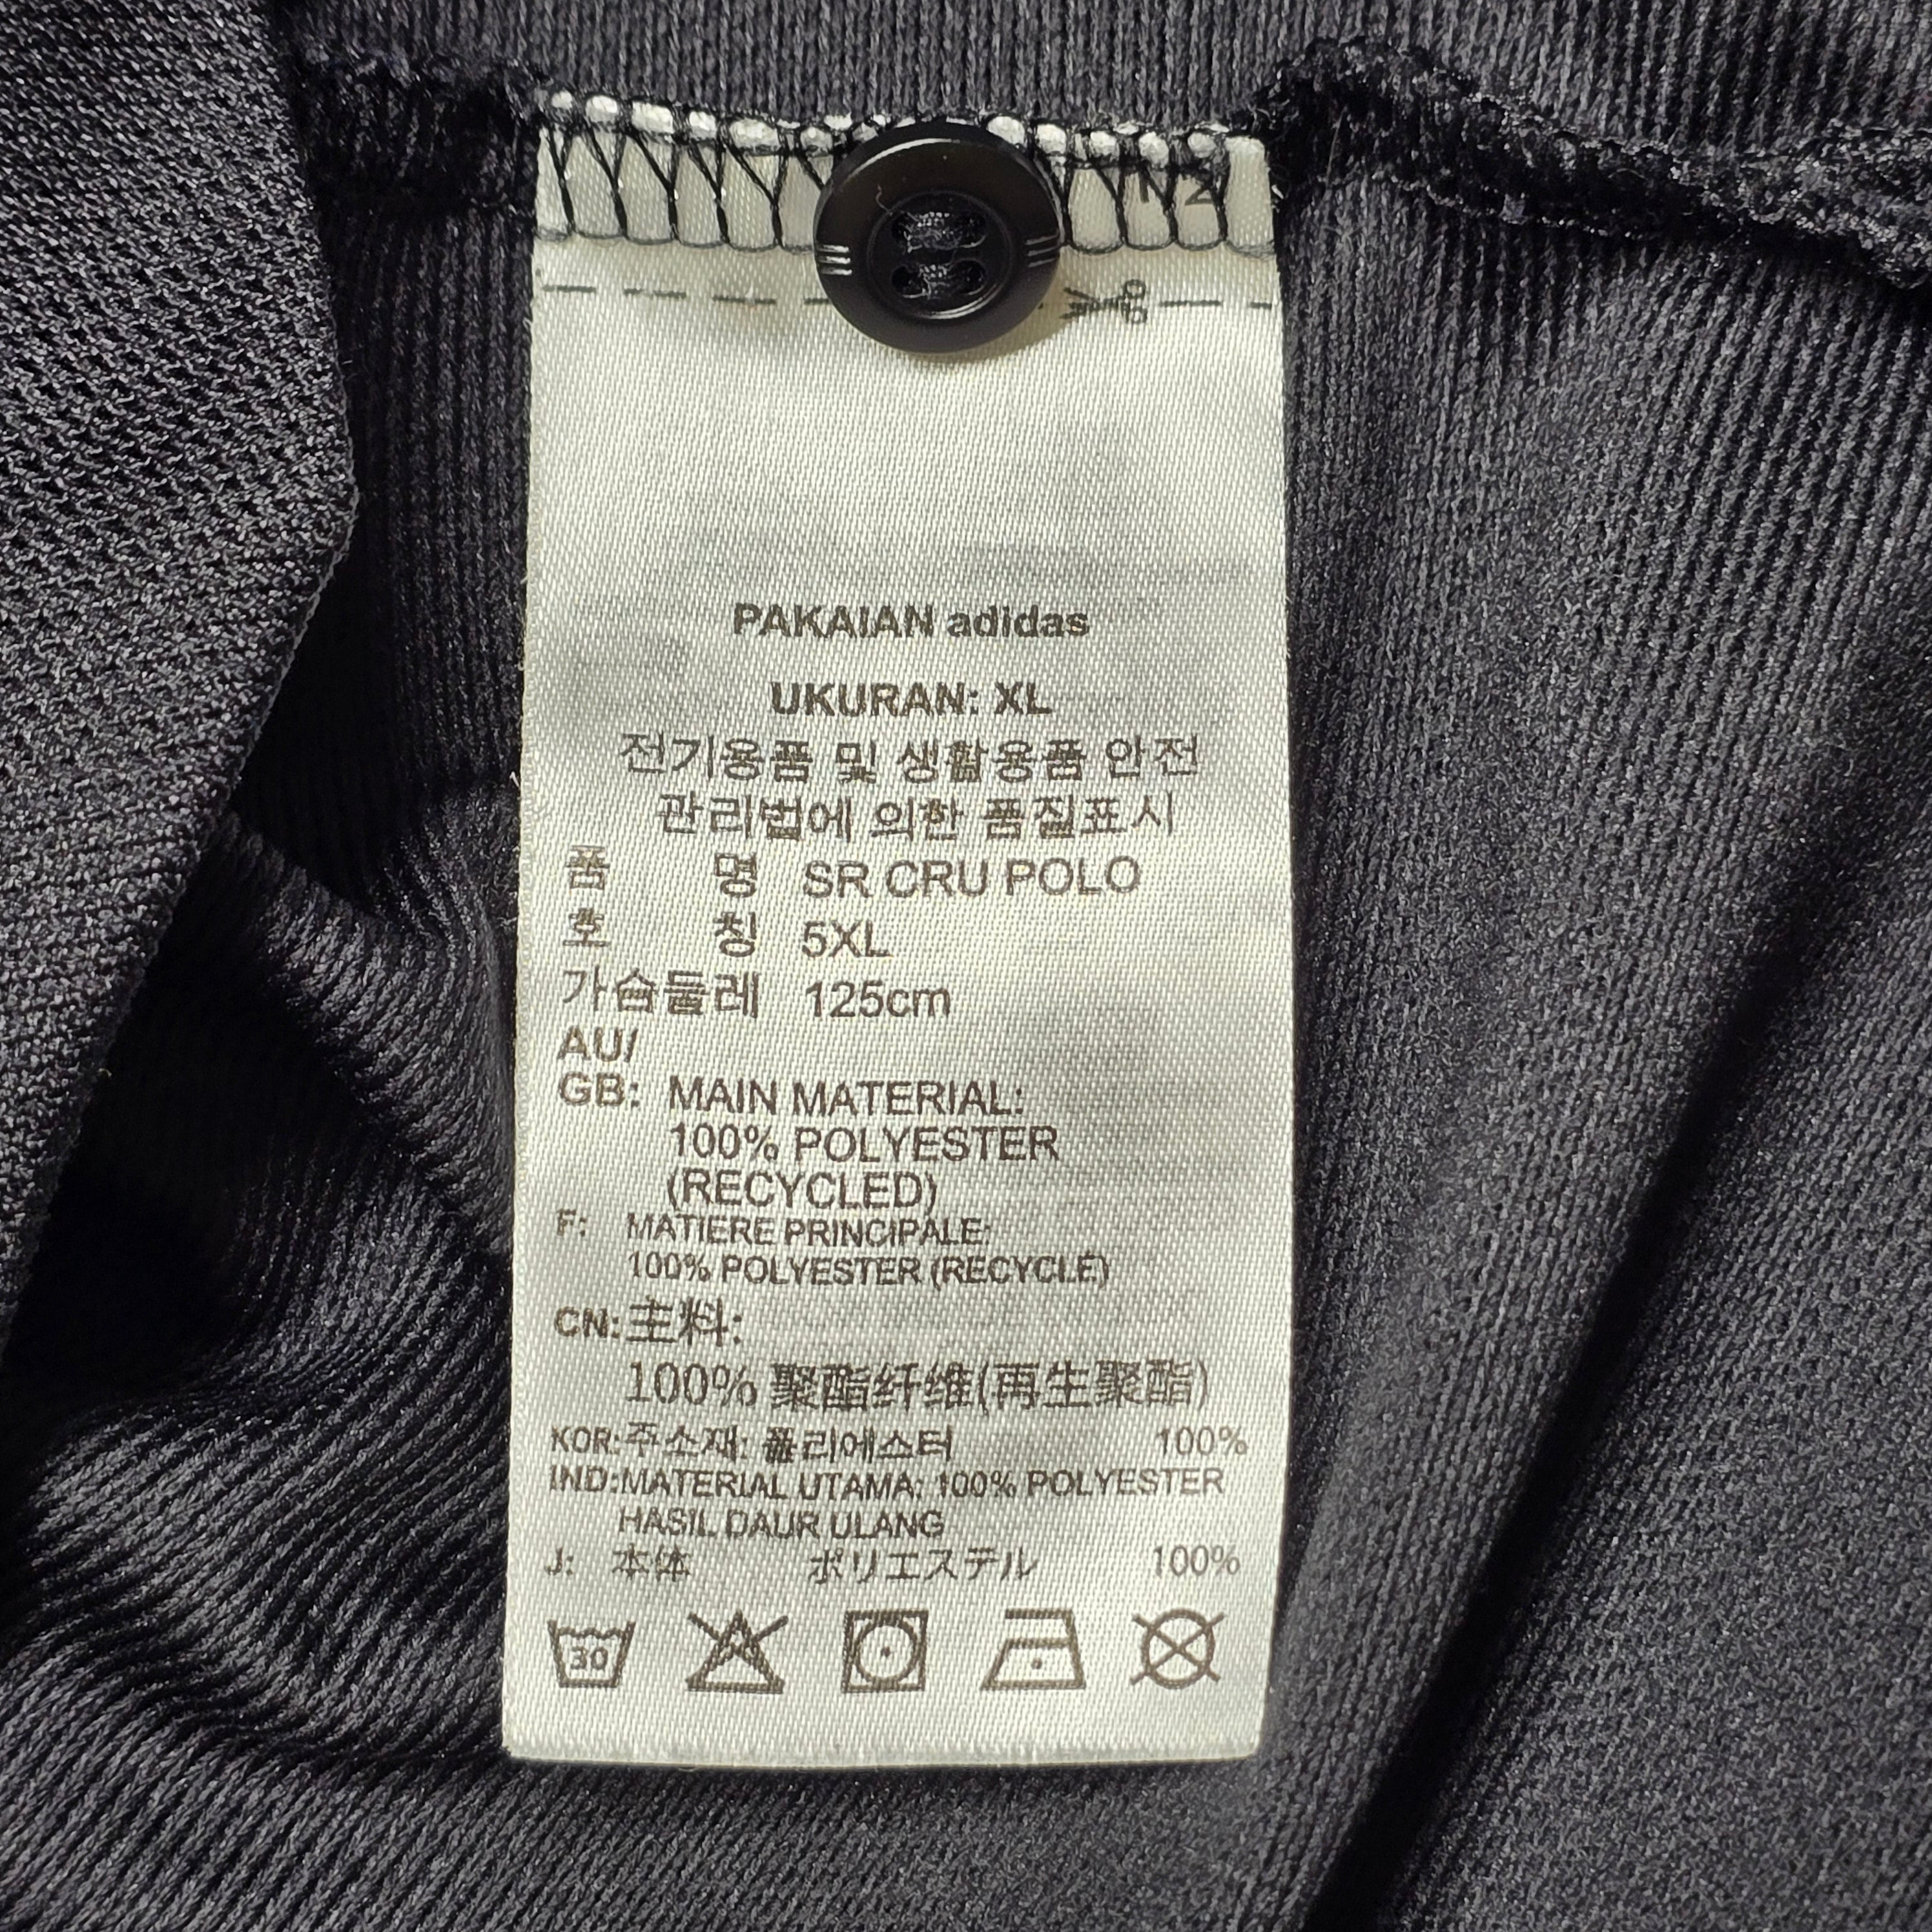 PAKAIAN adidas
UKURAN: XL
전기용품 및 생활용품 안전
관리법에 의한 품질표시
품 명 SR CRU POLO
호 칭 5XL
가슴둘레 125cm
AU/
GB: MAIN MATERIAL:
100% POLYESTER
(RECYCLED)
F: MATIERE PRINCIPALE:
100% POLYESTER (RECYCLÉ)
CN: 主料:
100% 聚酯纤维(再生聚酯)
KOR: 주소재: 폴리에스터 100%
IND: MATERIAL UTAMA: 100% POLYESTER
HASIL DAUR ULANG
J: 本体 ポリエステル 100%
30